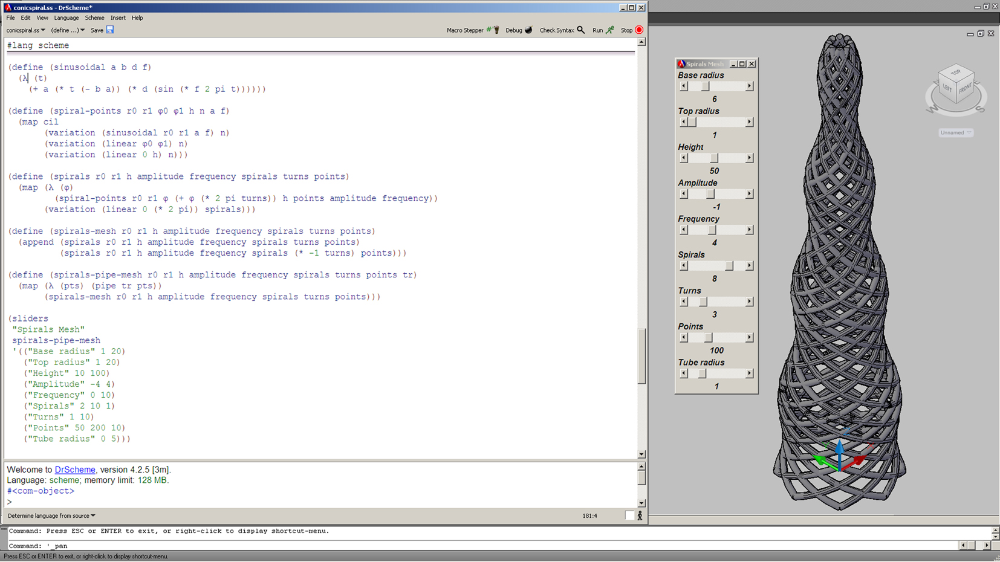 conicspiral.ss - DrScheme*
File Edit View Language Scheme Insert Help
conicspiral.ss (define ...) Save Macro Stepper #' Debug Check Syntax Run Stop
#lang scheme
(define (sinusoidal a b d f)
(λ (t)
(+ a (* t (- b a)) (* d (sin (* f 2 pi t))))))
(define (spiral-points r0 r1 φ0 φ1 h n a f)
(map cil
(variation (sinusoidal r0 r1 a f) n)
(variation (linear φ0 φ1) n)
(variation (linear 0 h) n)))
(define (spirals r0 r1 h amplitude frequency spirals turns points)
(map (λ (φ)
(spiral-points r0 r1 φ (+ φ (* 2 pi turns)) h points amplitude frequency))
(variation (linear 0 (* 2 pi)) spirals)))
(define (spirals-mesh r0 r1 h amplitude frequency spirals turns points)
(append (spirals r0 r1 h amplitude frequency spirals turns points)
(spirals r0 r1 h amplitude frequency spirals (* -1 turns) points)))
(define (spirals-pipe-mesh r0 r1 h amplitude frequency spirals turns points tr)
(map (λ (pts) (pipe tr pts))
(spirals-mesh r0 r1 h amplitude frequency spirals turns points)))
(sliders
"Spirals Mesh"
spirals-pipe-mesh
'(("Base radius" 1 20)
("Top radius" 1 20)
("Height" 10 100)
("Amplitude" -4 4)
("Frequency" 0 10)
("Spirals" 2 10 1)
("Turns" 1 10)
("Points" 50 200 10)
("Tube radius" 0 5)))
Welcome to DrScheme, version 4.2.5 [3m].
Language: scheme; memory limit: 128 MB.
#<com-object>
>
Determine language from source 181:4
Spirals Mesh
Base radius
6
Top radius
1
Height
50
Amplitude
-1
Frequency
4
Spirals
8
Turns
3
Points
100
Tube radius
1
TOP
LEFT FRONT
W S
Unnamed
Command: Press ESC or ENTER to exit, or right-click to display shortcut-menu.
Command: '_pan
Press ESC or ENTER to exit, or right-click to display shortcut-menu.